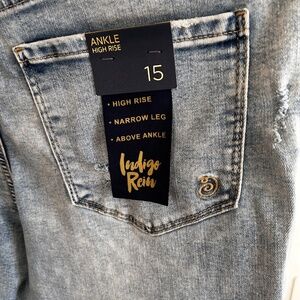 ANKLE
HIGH RISE
15
• HIGH RISE
• NARROW LEG
• ABOVE ANKLE
Indigo
Rein